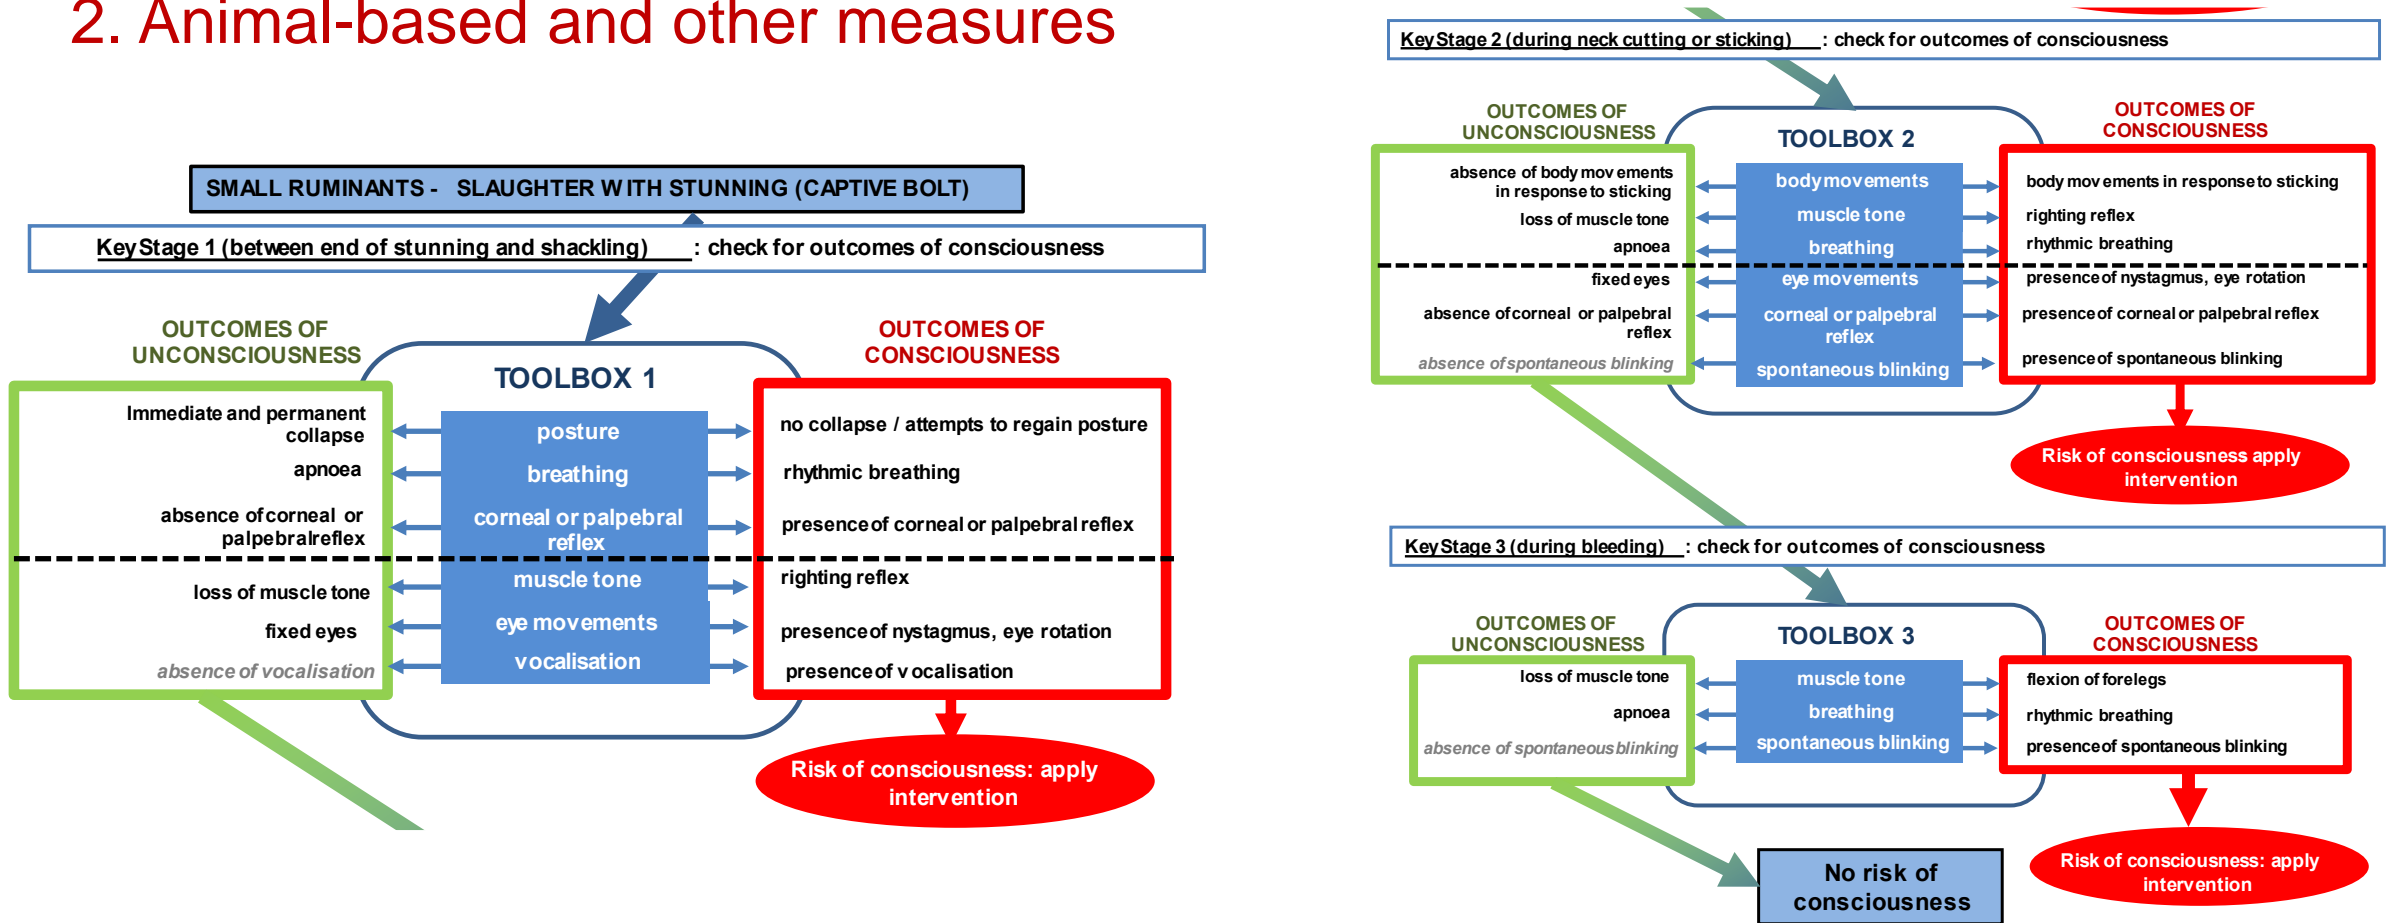 2. Animal-based and other measures
SMALL RUMINANTS - SLAUGHTER WITH STUNNING (CAPTIVE BOLT)
Key Stage 1 (between end of stunning and shackling) : check for outcomes of consciousness
OUTCOMES OF
UNCONSCIOUSNESS
TOOLBOX 1
OUTCOMES OF
CONSCIOUSNESS
Immediate and permanent
collapse
posture
no collapse / attempts to regain posture
apnoea
breathing
rhythmic breathing
absence of corneal or
palpebralreflex
corneal or palpebral
reflex
presence of corneal or palpebral reflex
loss of muscle tone
muscle tone
righting reflex
fixed eyes
eye movements
presence of nystagmus, eye rotation
absence of vocalisation
vocalisation
presence of vocalisation
Risk of consciousness: apply
intervention
Key Stage 2 (during neck cutting or sticking) : check for outcomes of consciousness
OUTCOMES OF
UNCONSCIOUSNESS
TOOLBOX 2
OUTCOMES OF
CONSCIOUSNESS
absence of body movements
in response to sticking
body movements
body movements in response to sticking
loss of muscle tone
muscle tone
righting reflex
apnoea
breathing
rhythmic breathing
fixed eyes
eye movements
presence of nystagmus, eye rotation
absence of corneal or palpebral
reflex
corneal or palpebral
reflex
presence of corneal or palpebral reflex
absence of spontaneous blinking
spontaneous blinking
presence of spontaneous blinking
Risk of consciousness apply
intervention
Key Stage 3 (during bleeding) : check for outcomes of consciousness
OUTCOMES OF
UNCONSCIOUSNESS
TOOLBOX 3
OUTCOMES OF
CONSCIOUSNESS
loss of muscle tone
muscle tone
flexion of forelegs
apnoea
breathing
rhythmic breathing
absence of spontaneous blinking
spontaneous blinking
presence of spontaneous blinking
Risk of consciousness: apply
intervention
No risk of
consciousness